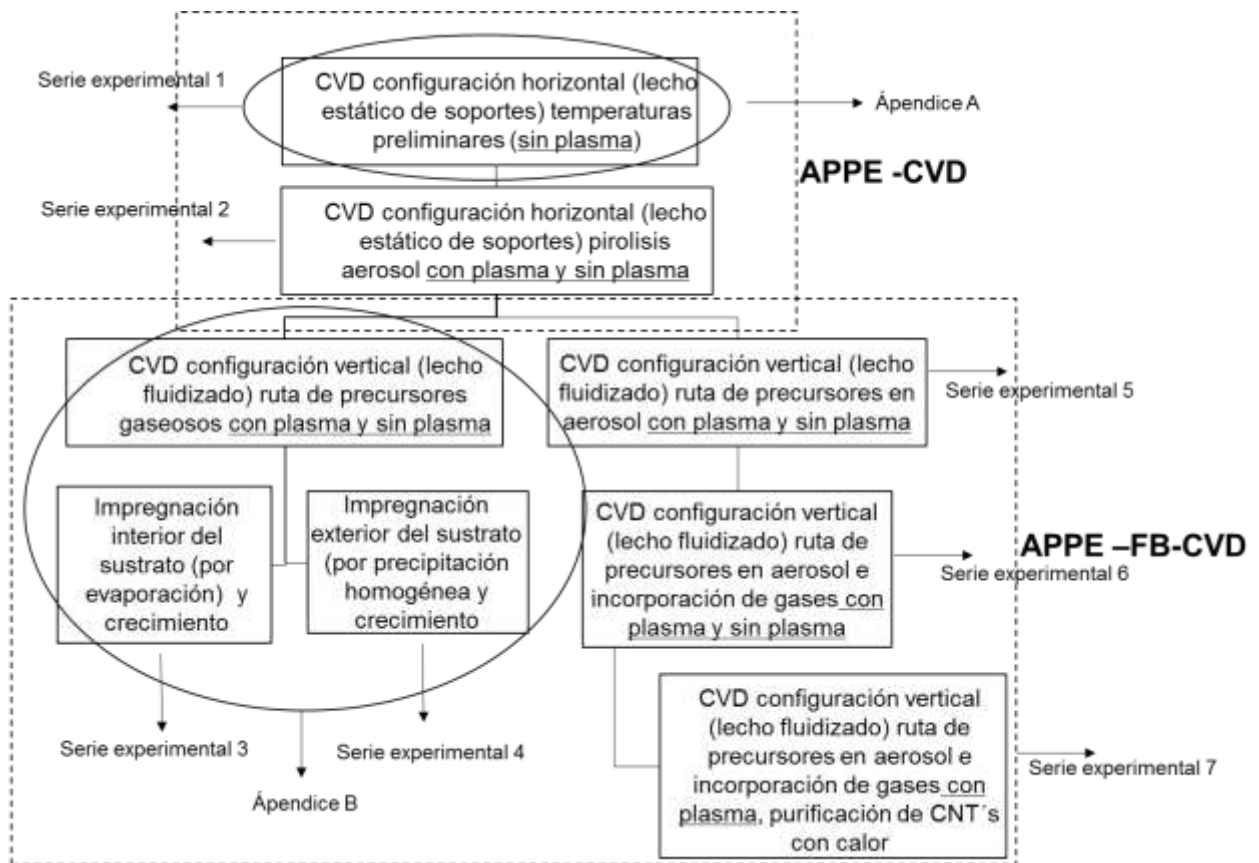 Serie experimental 1
CVD configuración horizontal (lecho
estático de soportes) temperaturas
preliminares (sin plasma)
Ápendice A
APPE -CVD
Serie experimental 2
CVD configuración horizontal (lecho
estático de soportes) pirolisis
aerosol con plasma y sin plasma
CVD configuración vertical (lecho
fluidizado) ruta de precursores
gaseosos con plasma y sin plasma
CVD configuración vertical (lecho
fluidizado) ruta de precursores en
aerosol con plasma y sin plasma
Serie experimental 5
Impregnación
interior del
sustrato (por
evaporación) y
crecimiento
Impregnación
exterior del sustrato
(por precipitación
homogénea y
crecimiento
CVD configuración vertical
(lecho fluidizado) ruta de
precursores en aerosol e
incorporación de gases con
plasma y sin plasma
APPE –FB-CVD
Serie experimental 6
Serie experimental 3
Serie experimental 4
Ápendice B
CVD configuración vertical
(lecho fluidizado) ruta de
precursores en aerosol e
incorporación de gases con
plasma, purificación de CNT´s
con calor
Serie experimental 7